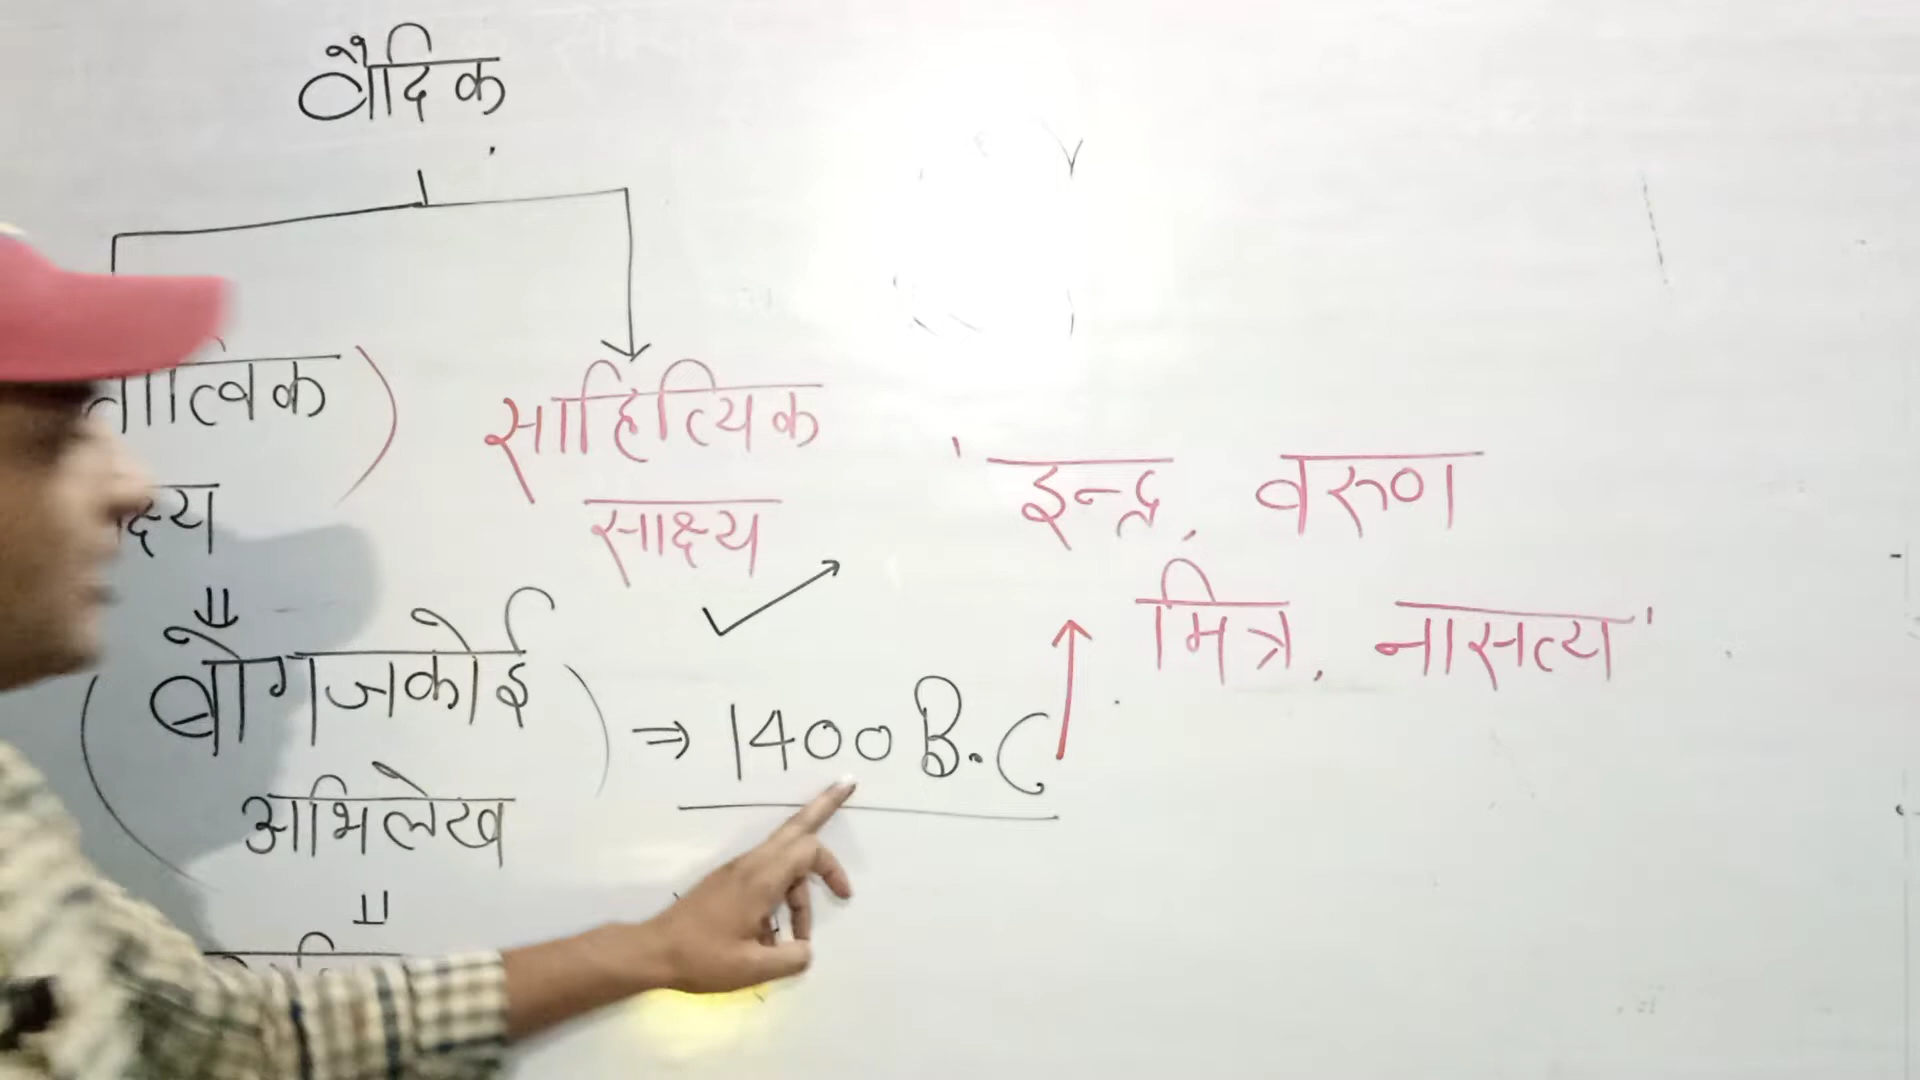 वैदिक
साहित्यिक
साक्ष्य
' इन्द्र, वरुण
मित्र, नासत्य '
बोगजकोई ⇒ 1400 B.C
अभिलेख